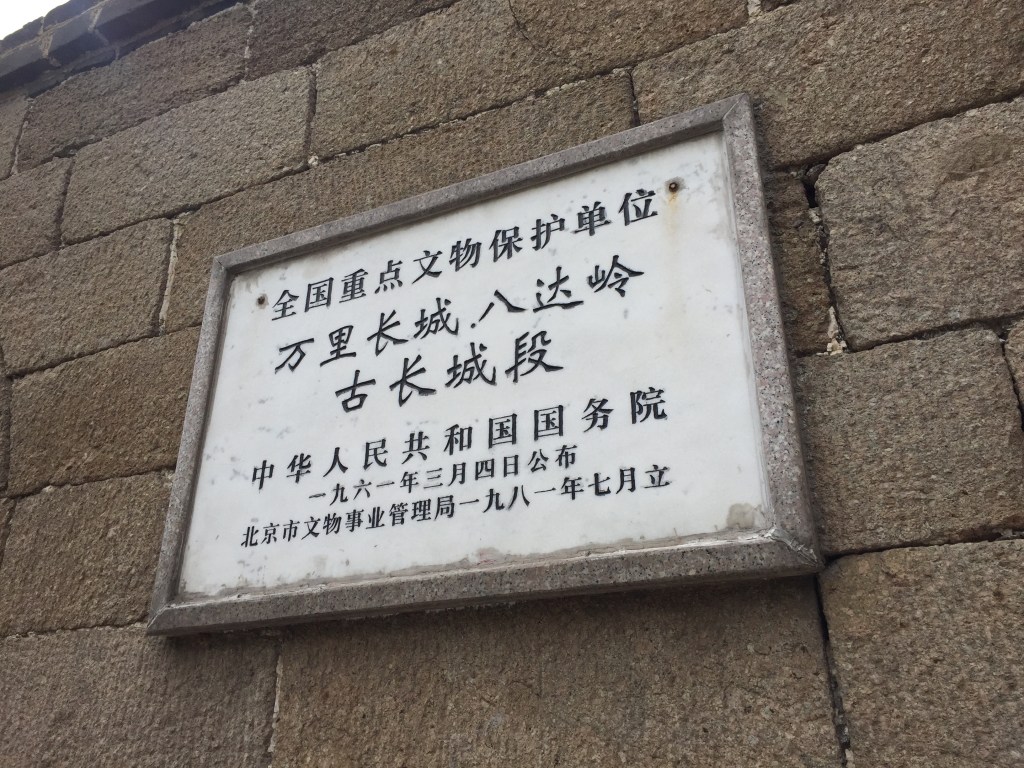 全国重点文物保护单位
万里长城.八达岭
古长城段
中华人民共和国国务院
一九六一年三月四日公布
北京市文物事业管理局一九八一年七月立